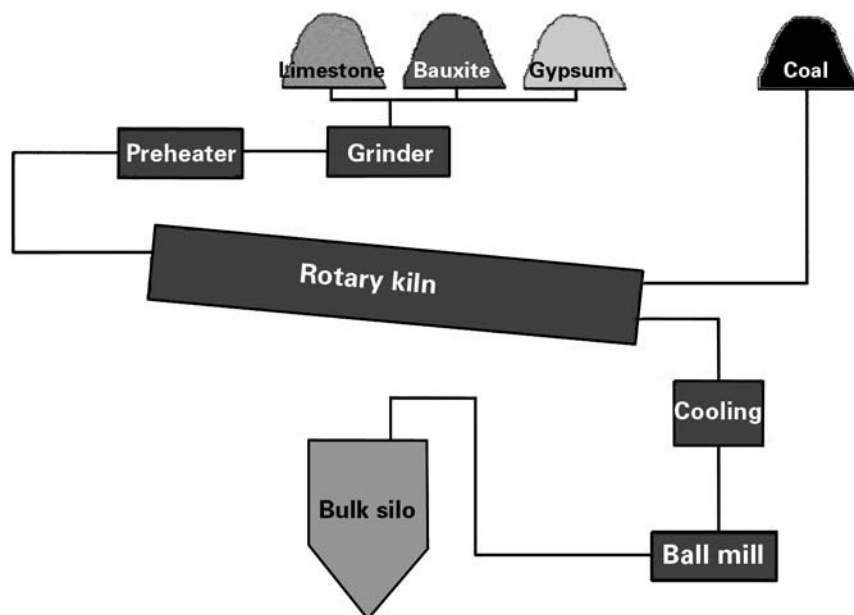 Limestone
Bauxite
Gypsum
Coal
Preheater
Grinder
Rotary kiln
Cooling
Bulk silo
Ball mill